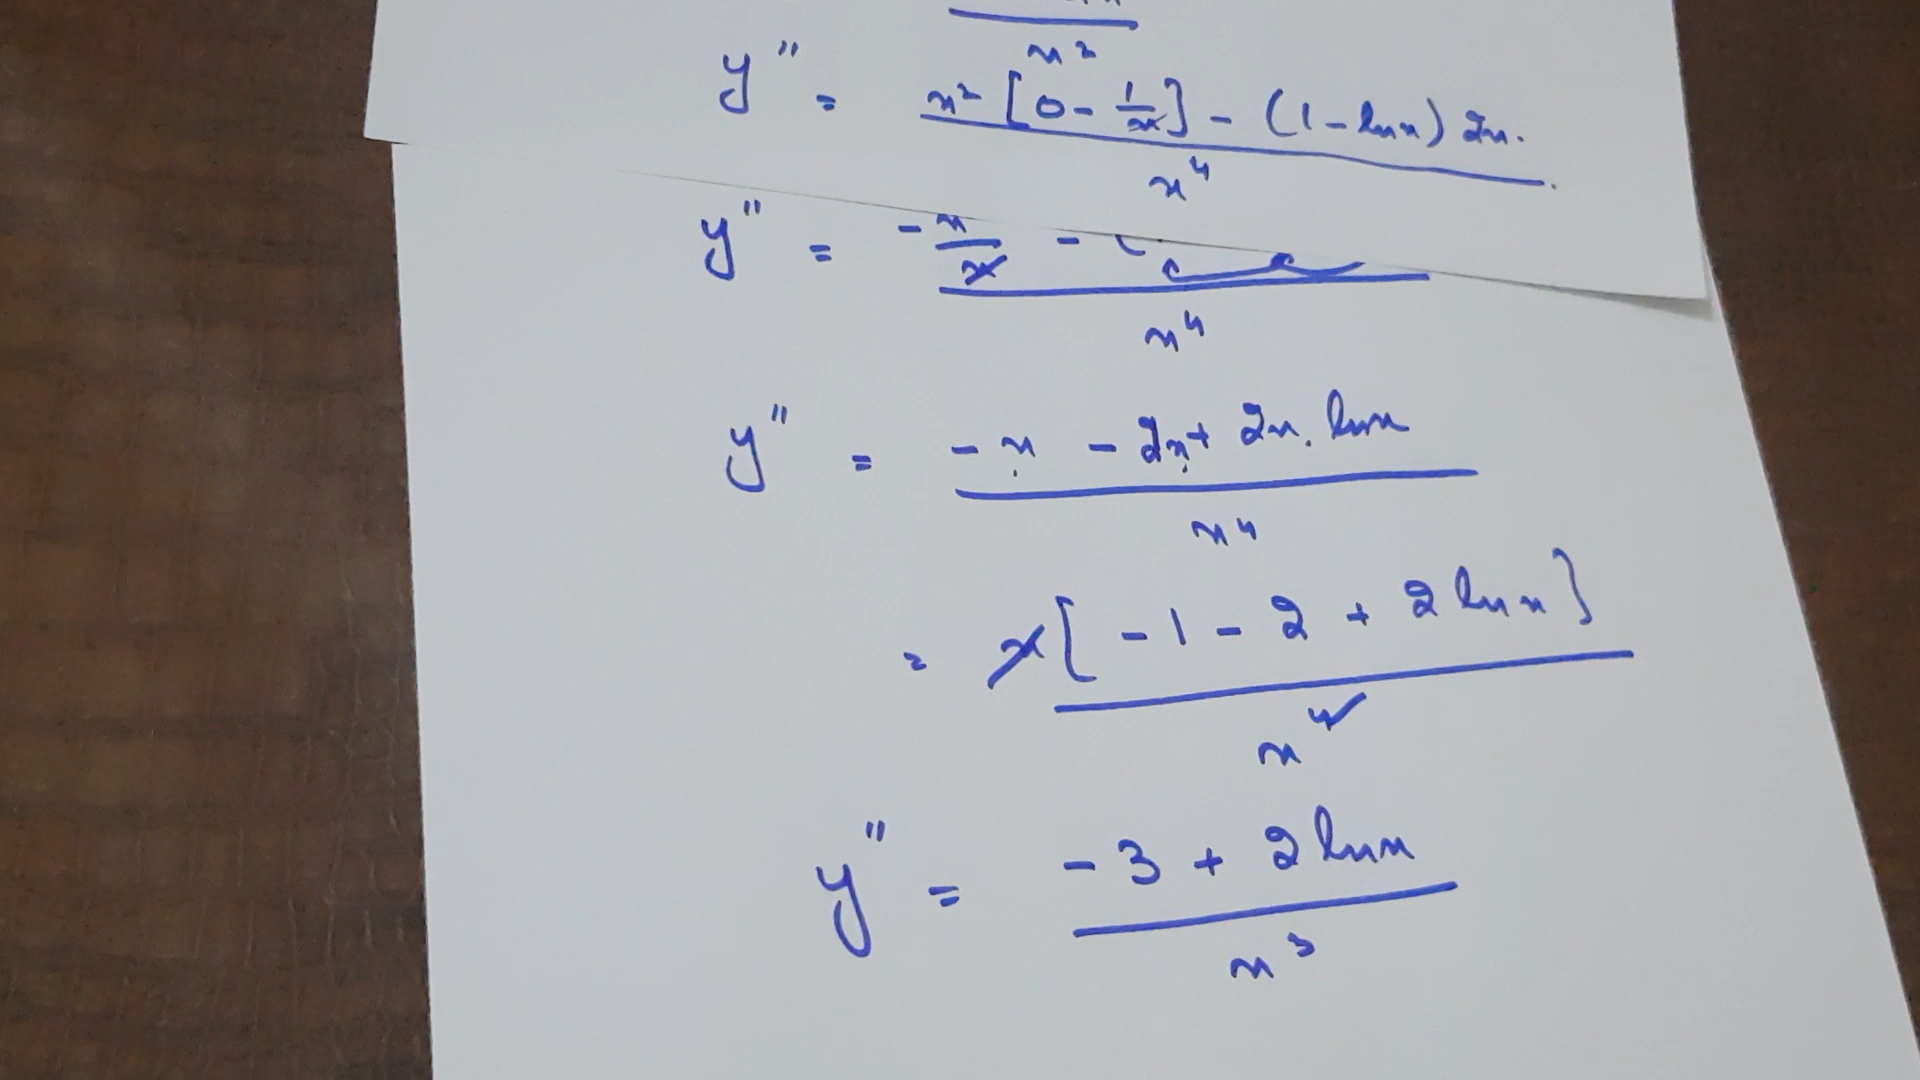 x²
y'' = x² [0 - 1/x] - (1 - ln x) 2x.
x⁴
y'' = - x/x -
x⁴
y'' = - x - 2x + 2x. ln x
x⁴
= x[ -1 - 2 + 2 ln x]
x⁴
y'' = -3 + 2 ln x
x³